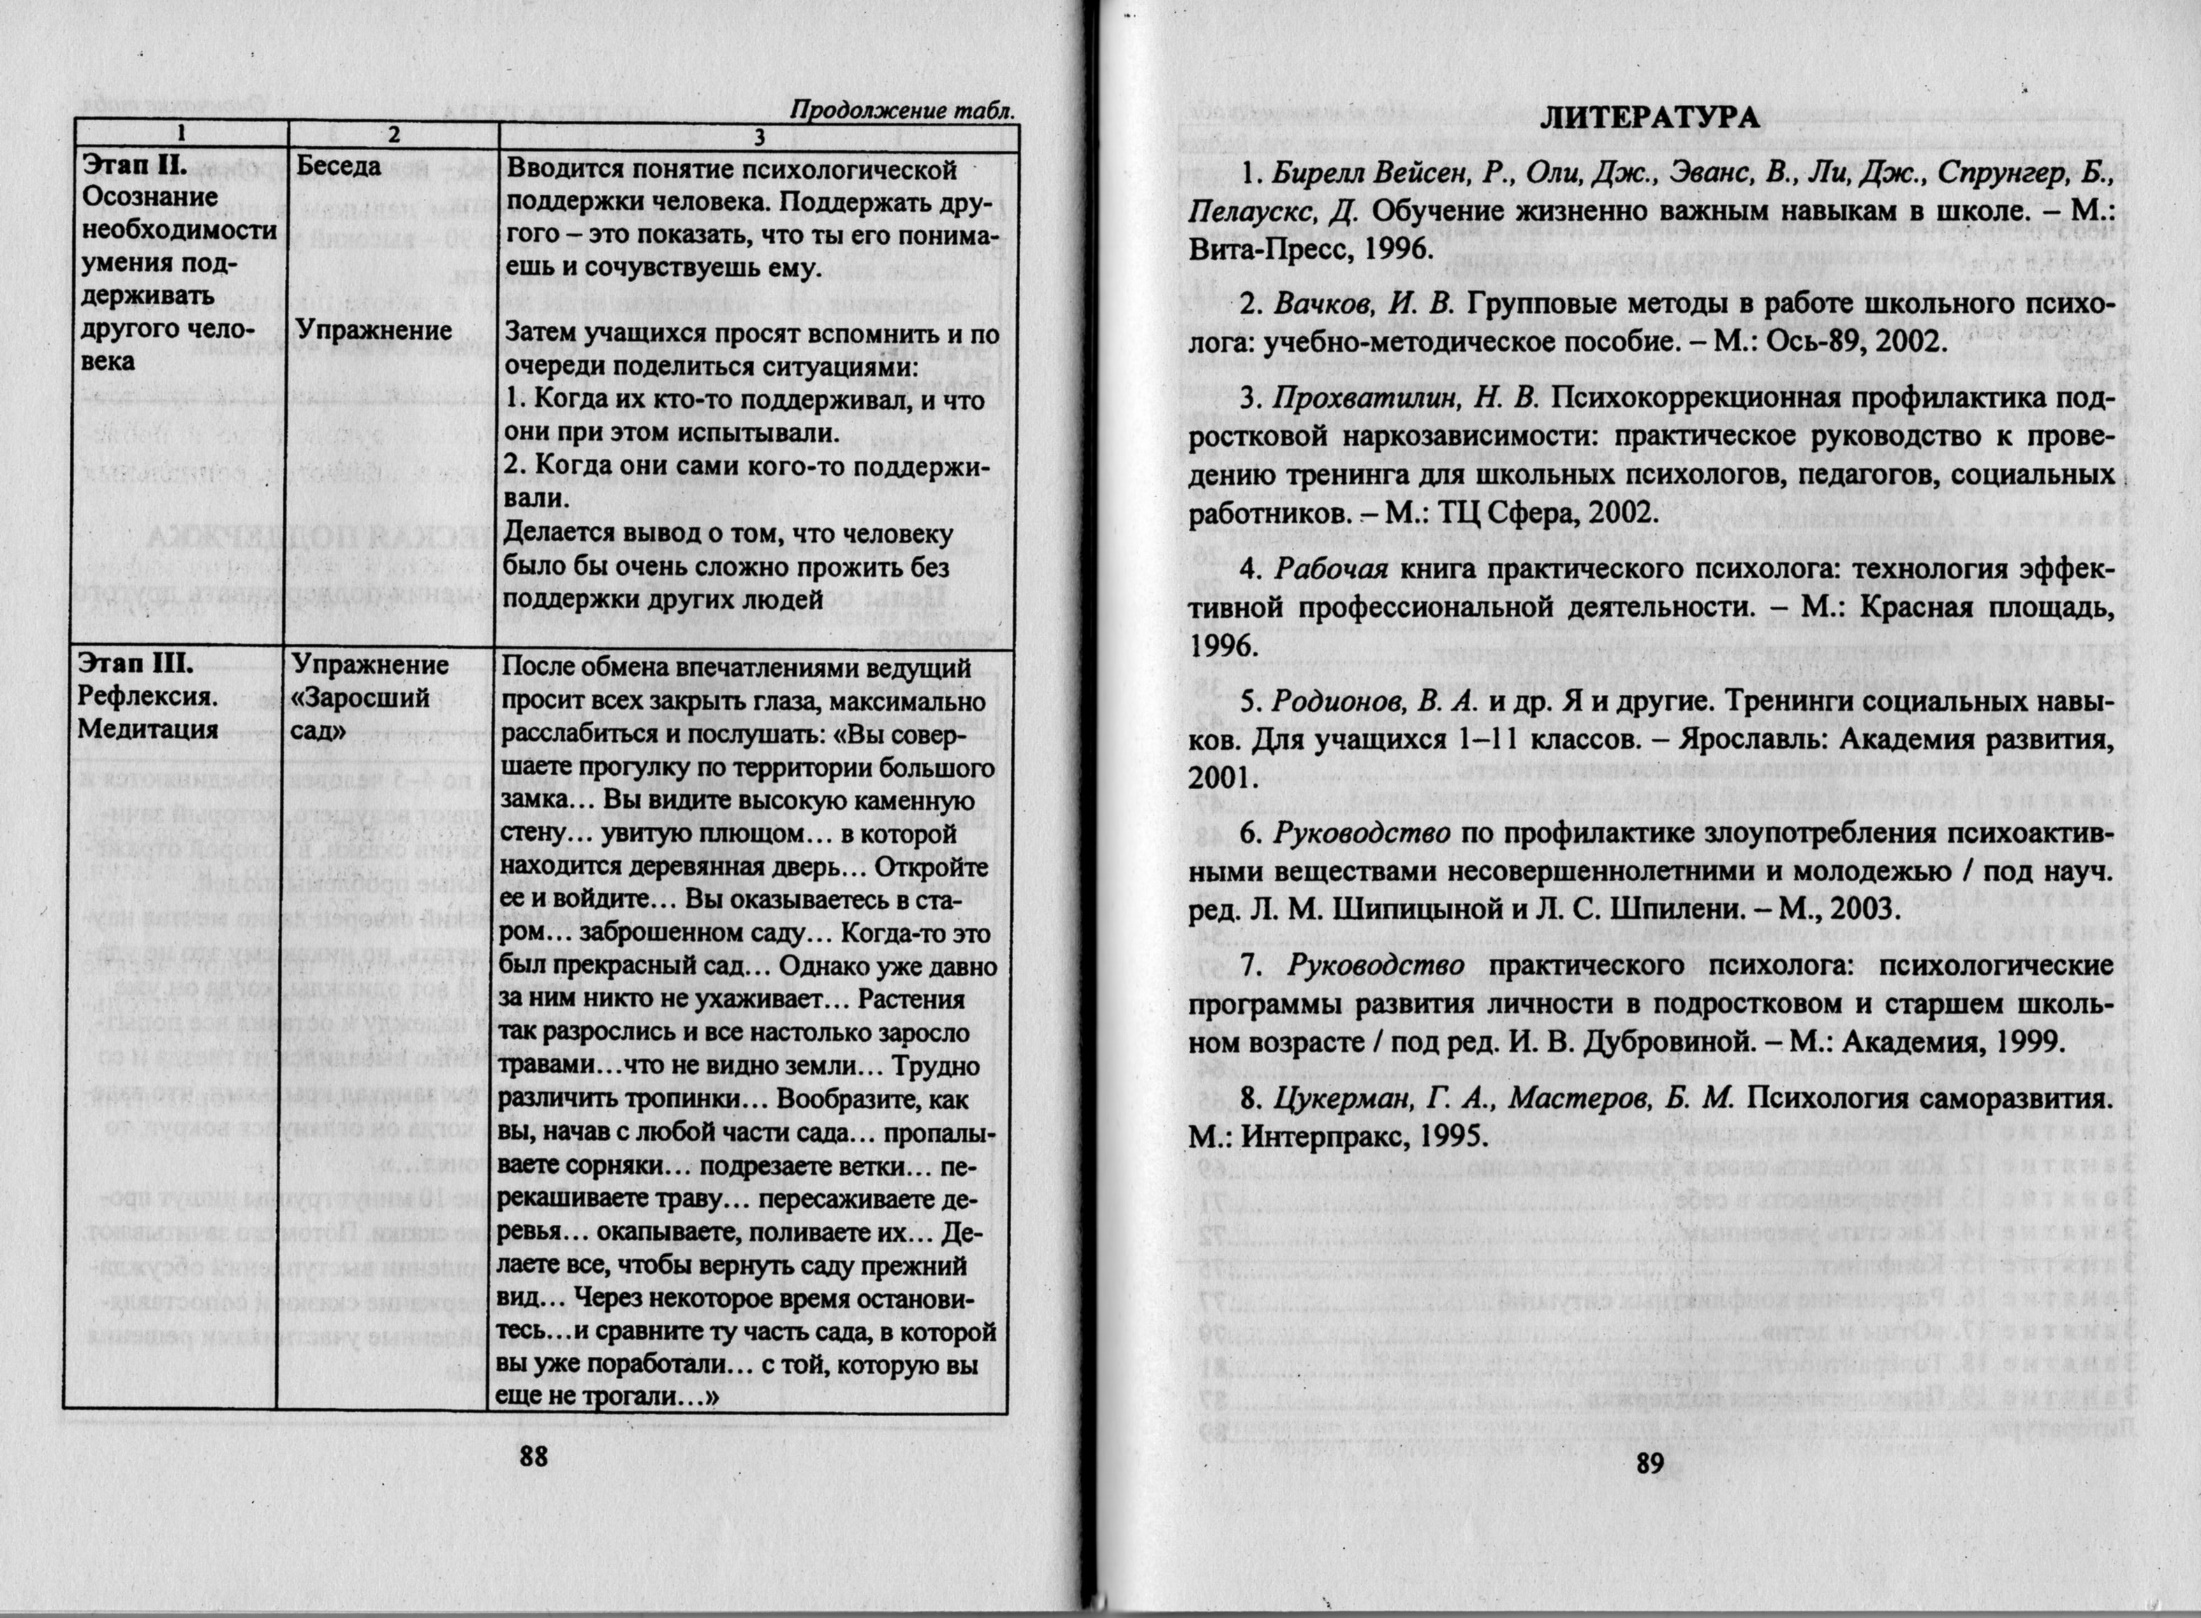 Продолжение табл.
1
2
3
Этап II.
Осознание
необходимости
умения под-
держивать
другого чело-
века
Беседа
Упражнение
Вводится понятие психологической
поддержки человека. Поддержать дру-
гого – это показать, что ты его понима-
ешь и сочувствуешь ему.
Затем учащихся просят вспомнить и по
очереди поделиться ситуациями:
1. Когда их кто-то поддерживал, и что
они при этом испытывали.
2. Когда они сами кого-то поддержи-
вали.
Делается вывод о том, что человеку
было бы очень сложно прожить без
поддержки других людей
Этап III.
Рефлексия.
Медитация
Упражнение
«Заросший
сад»
После обмена впечатлениями ведущий
просит всех закрыть глаза, максимально
расслабиться и послушать: «Вы совер-
шаете прогулку по территории большого
замка… Вы видите высокую каменную
стену… увитую плющом… в которой
находится деревянная дверь… Откройте
ее и войдите… Вы оказываетесь в ста-
ром… заброшенном саду… Когда-то это
был прекрасный сад… Однако уже давно
за ним никто не ухаживает… Растения
так разрослись и все настолько заросло
травами…что не видно земли… Трудно
различить тропинки… Вообразите, как
вы, начав с любой части сада… пропалы-
ваете сорняки… подрезаете ветки… пе-
рекашиваете траву… пересаживаете де-
ревья… окапываете, поливаете их… Де-
лаете все, чтобы вернуть саду прежний
вид… Через некоторое время останови-
тесь…и сравните ту часть сада, в которой
вы уже поработали… с той, которую вы
еще не трогали…»
88
ЛИТЕРАТУРА
1. Бирелл Вейсен, Р., Оли, Дж., Эванс, В., Ли, Дж., Спрунгер, Б.,
Пелаускс, Д. Обучение жизненно важным навыкам в школе. – М.:
Вита-Пресс, 1996.
2. Вачков, И. В. Групповые методы в работе школьного психо-
лога: учебно-методическое пособие. – М.: Ось-89, 2002.
3. Прохватилин, Н. В. Психокоррекционная профилактика под-
ростковой наркозависимости: практическое руководство к прове-
дению тренинга для школьных психологов, педагогов, социальных
работников. – М.: ТЦ Сфера, 2002.
4. Рабочая книга практического психолога: технология эффек-
тивной профессиональной деятельности. – М.: Красная площадь,
1996.
5. Родионов, В. А. и др. Я и другие. Тренинги социальных навы-
ков. Для учащихся 1–11 классов. – Ярославль: Академия развития,
2001.
6. Руководство по профилактике злоупотребления психоактив-
ными веществами несовершеннолетними и молодежью / под науч.
ред. Л. М. Шипицыной и Л. С. Шпилени. – М., 2003.
7. Руководство практического психолога: психологические
программы развития личности в подростковом и старшем школь-
ном возрасте / под ред. И. В. Дубровиной. – М.: Академия, 1999.
8. Цукерман, Г. А., Мастеров, Б. М. Психология саморазвития.
М.: Интерпракс, 1995.
89